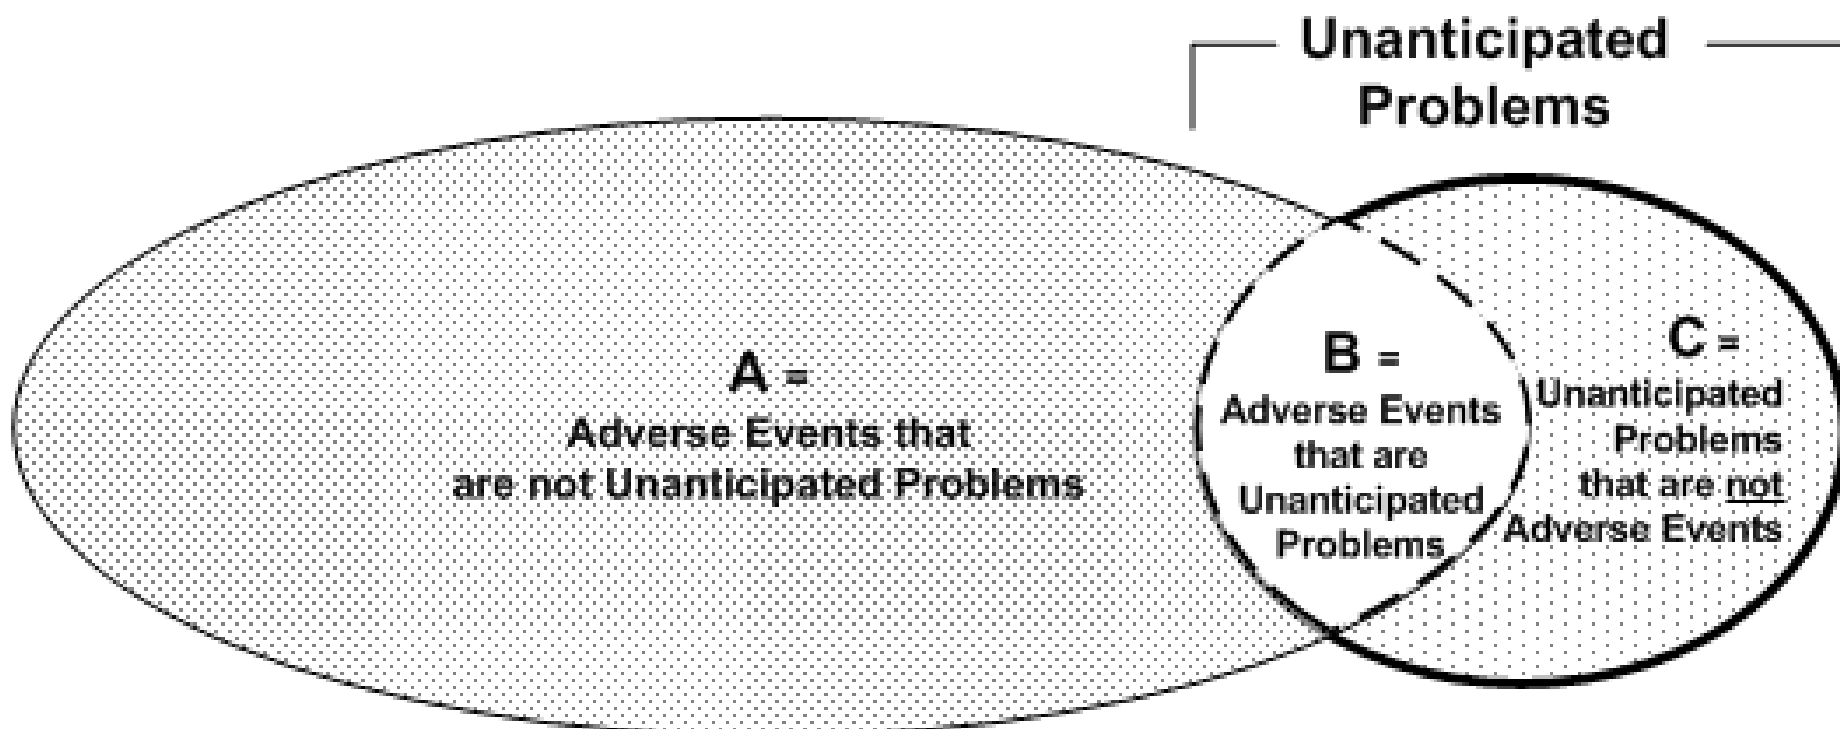 Unanticipated
Problems
A =
Adverse Events that
are not Unanticipated Problems
B =
Adverse Events
that are
Unanticipated
Problems
C =
Unanticipated
Problems
that are not
Adverse Events